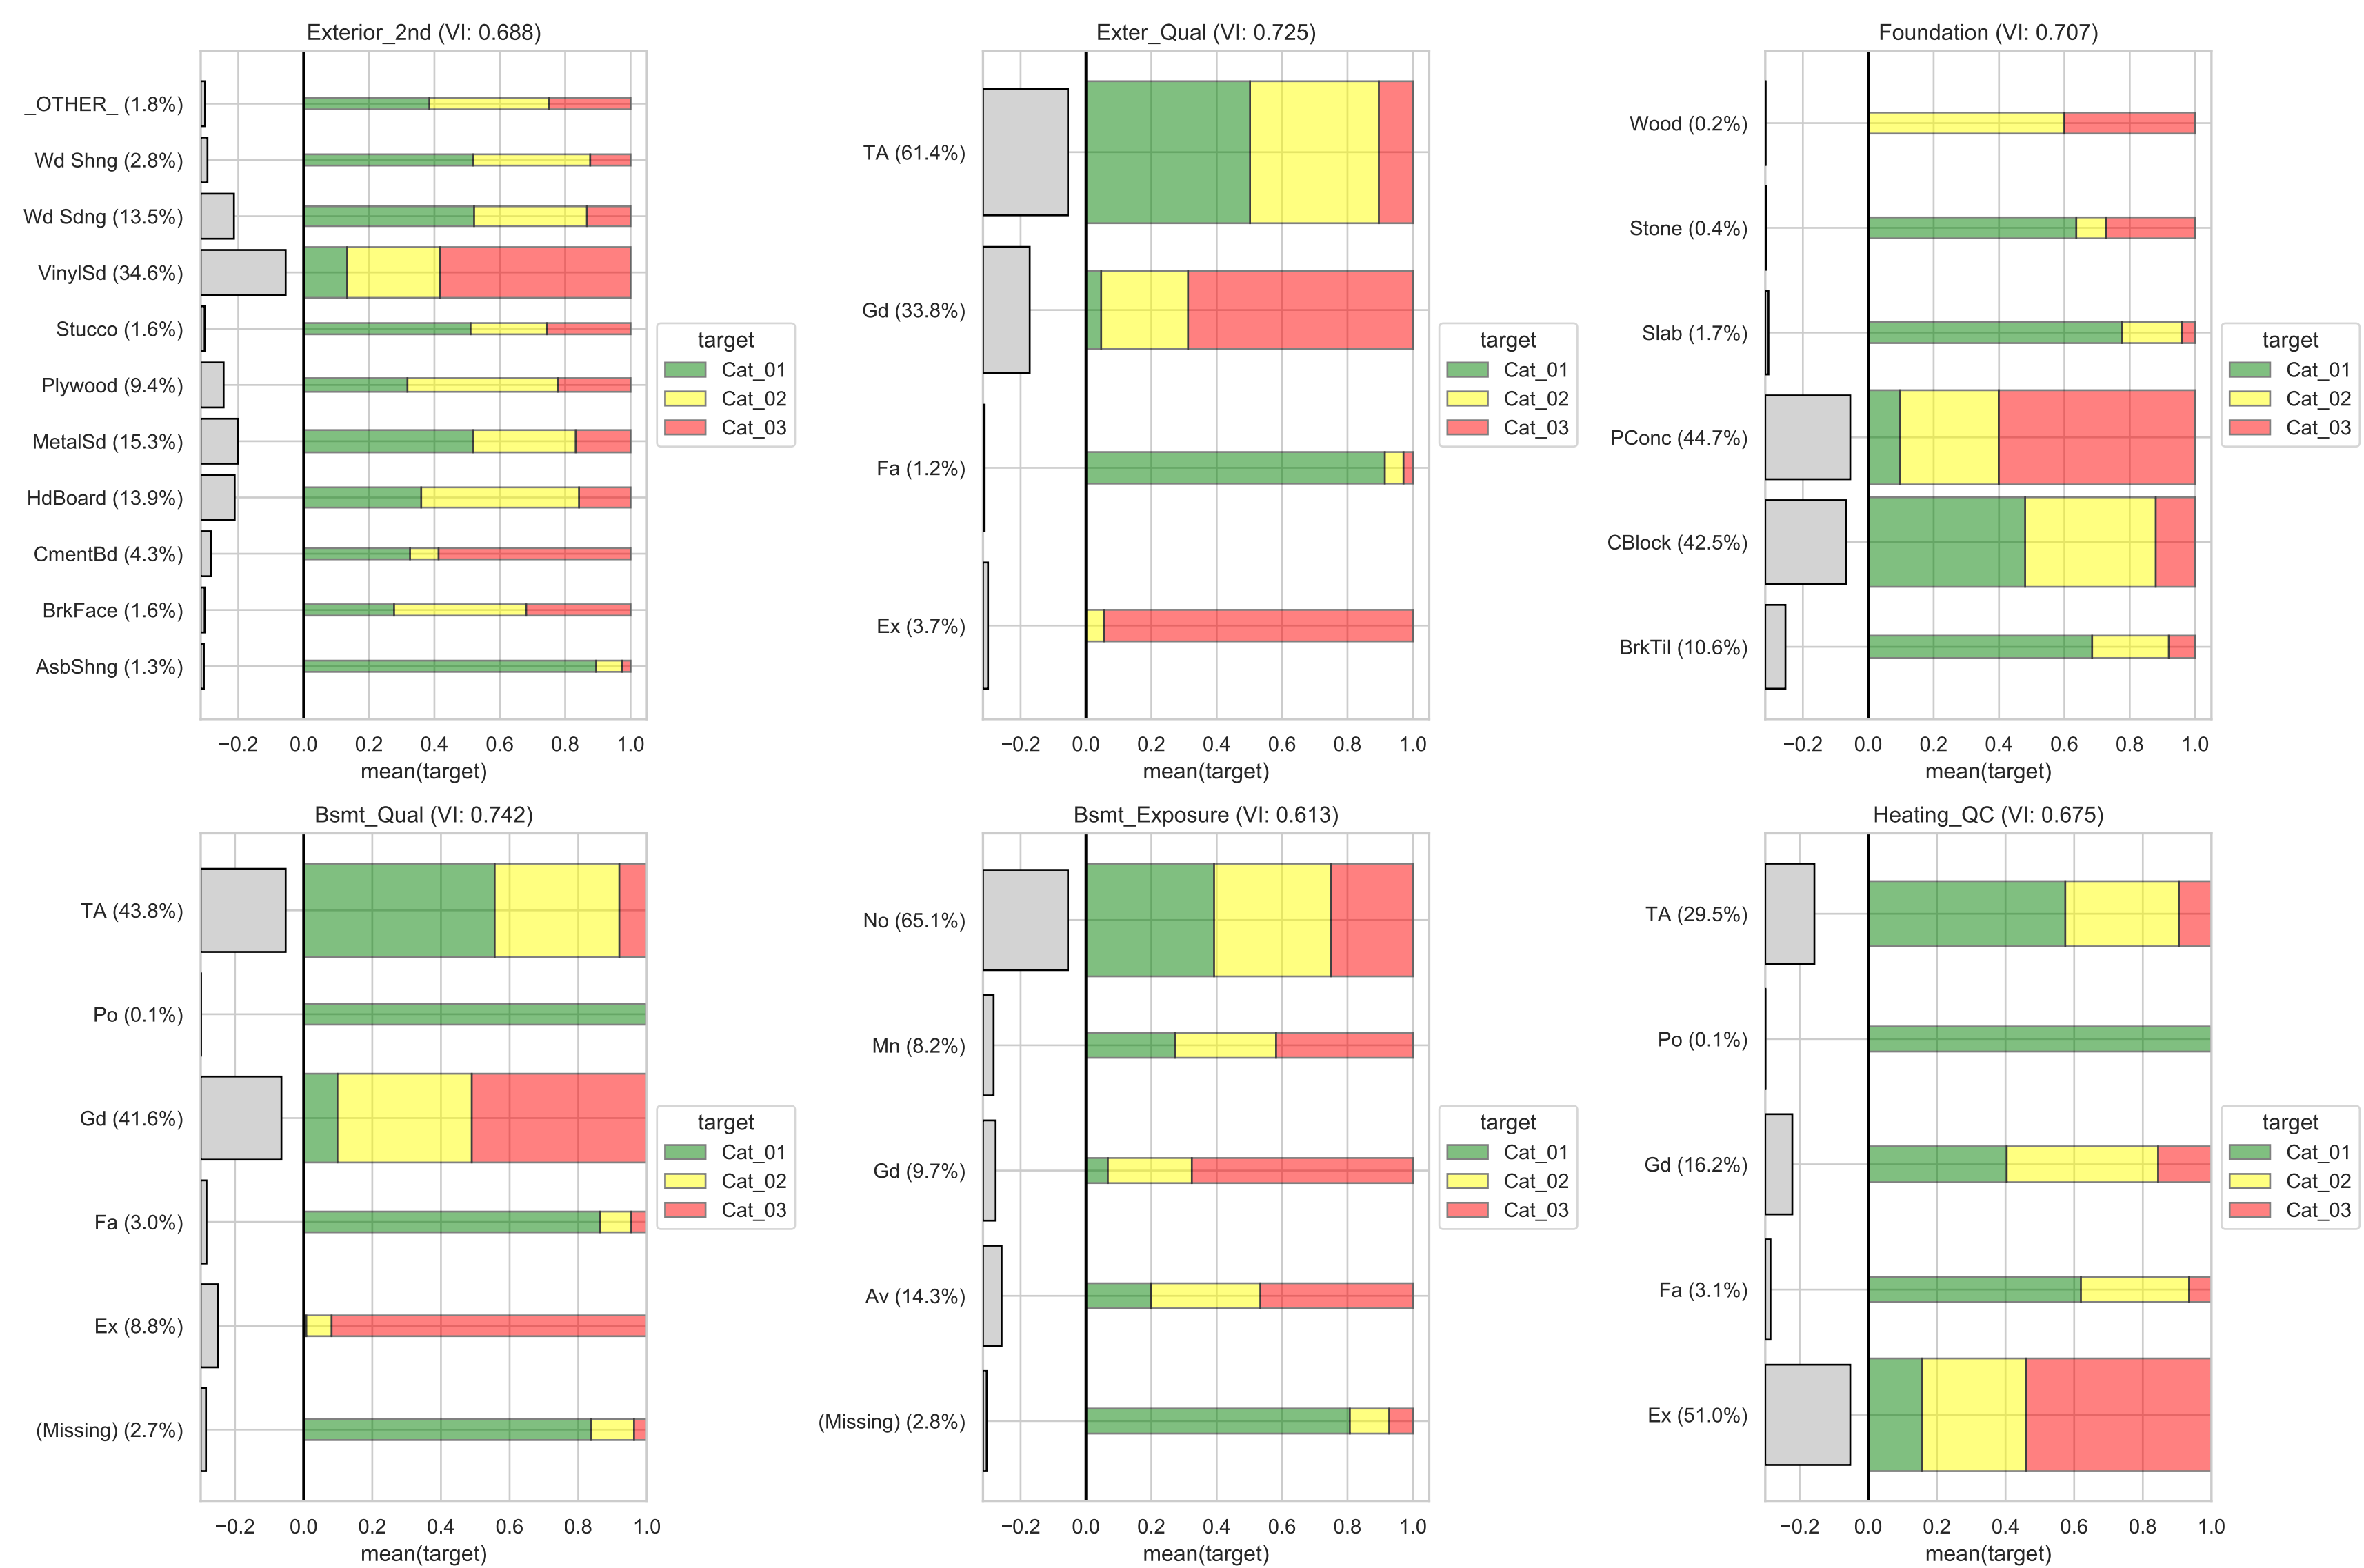 Exterior_2nd (VI: 0.688)
_OTHER_ (1.8%)
Wd Shng (2.8%)
Wd Sdng (13.5%)
VinylSd (34.6%)
Stucco (1.6%)
Plywood (9.4%)
MetalSd (15.3%)
HdBoard (13.9%)
CmentBd (4.3%)
BrkFace (1.6%)
AsbShng (1.3%)
−0.2 0.0 0.2 0.4 0.6 0.8 1.0
mean(target)
target
Cat_01
Cat_02
Cat_03
Exter_Qual (VI: 0.725)
TA (61.4%)
Gd (33.8%)
Fa (1.2%)
Ex (3.7%)
−0.2 0.0 0.2 0.4 0.6 0.8 1.0
mean(target)
target
Cat_01
Cat_02
Cat_03
Foundation (VI: 0.707)
Wood (0.2%)
Stone (0.4%)
Slab (1.7%)
PConc (44.7%)
CBlock (42.5%)
BrkTil (10.6%)
−0.2 0.0 0.2 0.4 0.6 0.8 1.0
mean(target)
target
Cat_01
Cat_02
Cat_03
Bsmt_Qual (VI: 0.742)
TA (43.8%)
Po (0.1%)
Gd (41.6%)
Fa (3.0%)
Ex (8.8%)
(Missing) (2.7%)
−0.2 0.0 0.2 0.4 0.6 0.8 1.0
mean(target)
target
Cat_01
Cat_02
Cat_03
Bsmt_Exposure (VI: 0.613)
No (65.1%)
Mn (8.2%)
Gd (9.7%)
Av (14.3%)
(Missing) (2.8%)
−0.2 0.0 0.2 0.4 0.6 0.8 1.0
mean(target)
target
Cat_01
Cat_02
Cat_03
Heating_QC (VI: 0.675)
TA (29.5%)
Po (0.1%)
Gd (16.2%)
Fa (3.1%)
Ex (51.0%)
−0.2 0.0 0.2 0.4 0.6 0.8 1.0
mean(target)
target
Cat_01
Cat_02
Cat_03